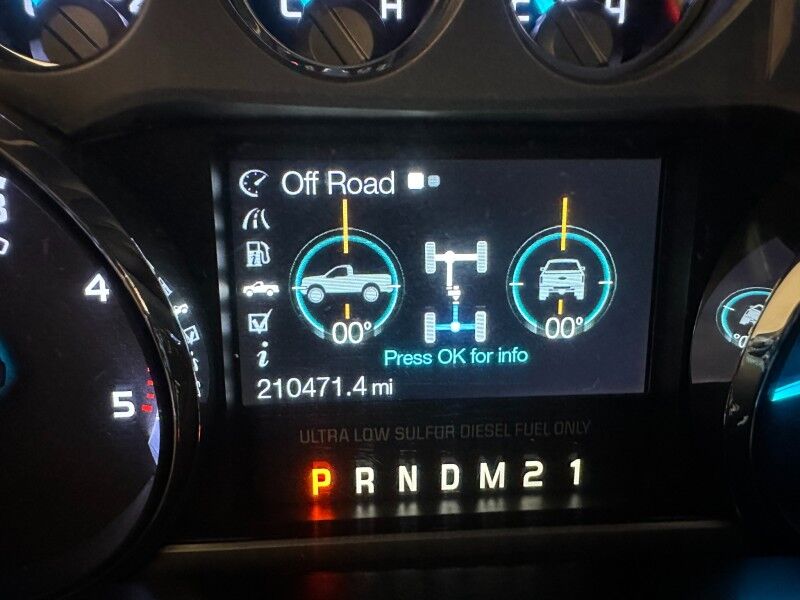 C H
E 4
Off Road
4
00° 00°
5
Press OK for info
210471.4 mi
ULTRA LOW SULFUR DIESEL FUEL ONLY
P R N D M 2 1